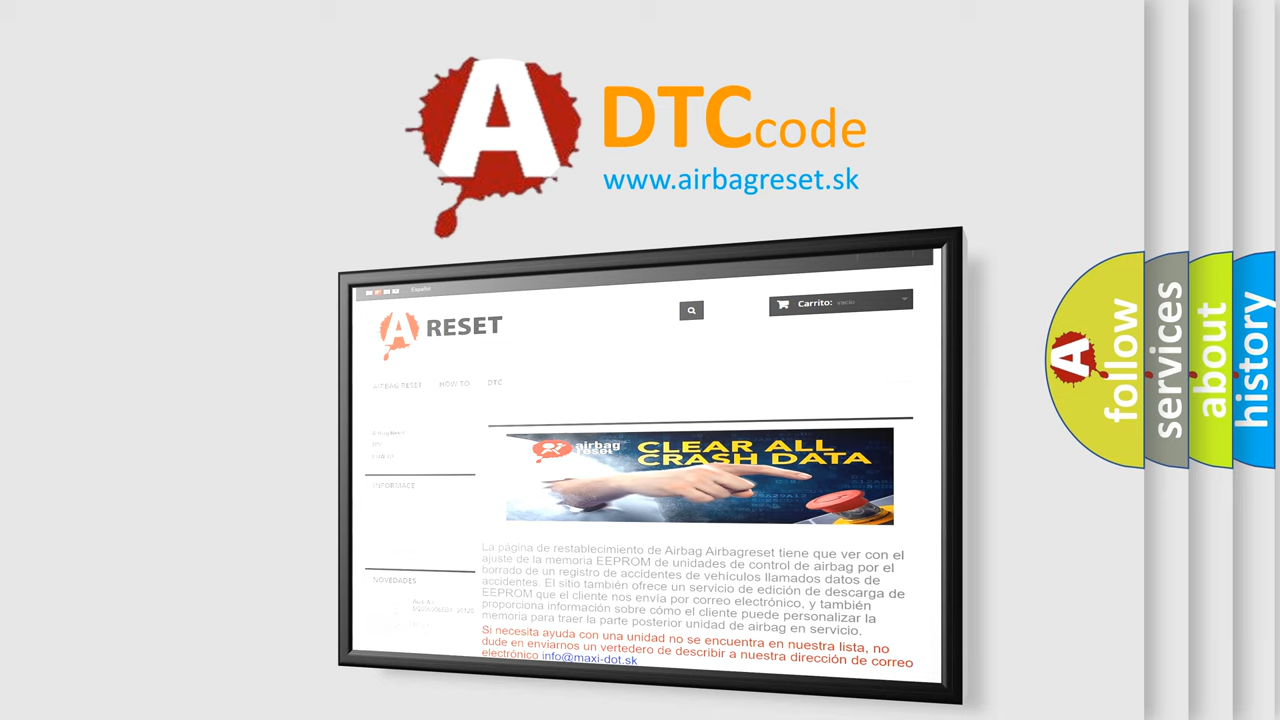 A DTCcode
www.airbagreset.sk
Español
A RESET
Carrito: vacío
AIRBAG RESET HOW TO DTC
INFORMACE
airbag
reset
CLEAR ALL
CRASH DATA
La página de restablecimiento de Airbag Airbagreset tiene que ver con el
ajuste de la memoria EEPROM de unidades de control de airbag por el
borrado de un registro de accidentes de vehículos llamados datos de
accidentes. El sitio también ofrece un servicio de edición de descarga de
EEPROM que el cliente nos envía por correo electrónico, y también
proporciona información sobre cómo el cliente puede personalizar la
memoria para traer la parte posterior unidad de airbag en servicio.
Si necesita ayuda con una unidad no se encuentra en nuestra lista, no
dude en enviarnos un vertedero de describir a nuestra dirección de correo
electrónico info@maxi-dot.sk
NOVEDADES
A
follow
services
about
history